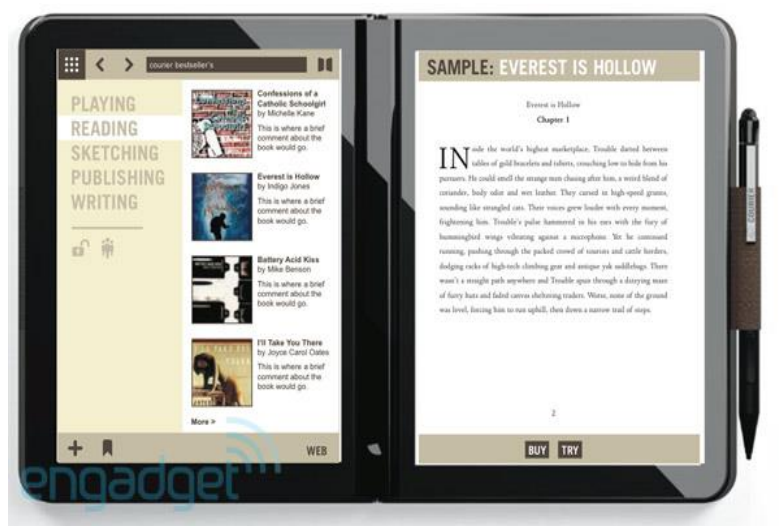 courier bestseller's
PLAYING
READING
SKETCHING
PUBLISHING
WRITING
Confessions of a
Catholic Schoolgirl
by Michelle Kane
This is where a brief
comment about the
book would go.
Everest is Hollow
by Indigo Jones
This is where a brief
comment about the
book would go.
Battery Acid Kiss
by Mike Benson
This is where a brief
comment about the
book would go.
I'll Take You There
by Joyce Carol Oates
This is where a brief
comment about the
book would go.
More >
WEB
SAMPLE: EVEREST IS HOLLOW
Everest is Hollow
Chapter 1
IN side the world's highest marketplace, Trouble darted between
tables of gold bracelets and tshirts, crouching low to hide from his
pursuers. He could smell the strange men chasing after him, a weird blend of
coriander, body odor and wet leather. They cursed in high-speed grunts,
sounding like strangled cats. Their voices grew louder with every moment,
frightening him. Trouble's pulse hammered in his ears with the fury of
hummingbird wings vibrating against a microphone. Yet he continued
running, pushing through the packed crowd of tourists and cattle herders,
dodging racks of high-tech climbing gear and antique yak saddlebags. There
wasn't a straight path anywhere and Trouble spun through a dizzying maze
of furry hats and faded canvas sheltering traders. Worse, none of the ground
was level, forcing him to run uphill, then down a narrow trail of steps.
2
BUY TRY
COURIER
engadget